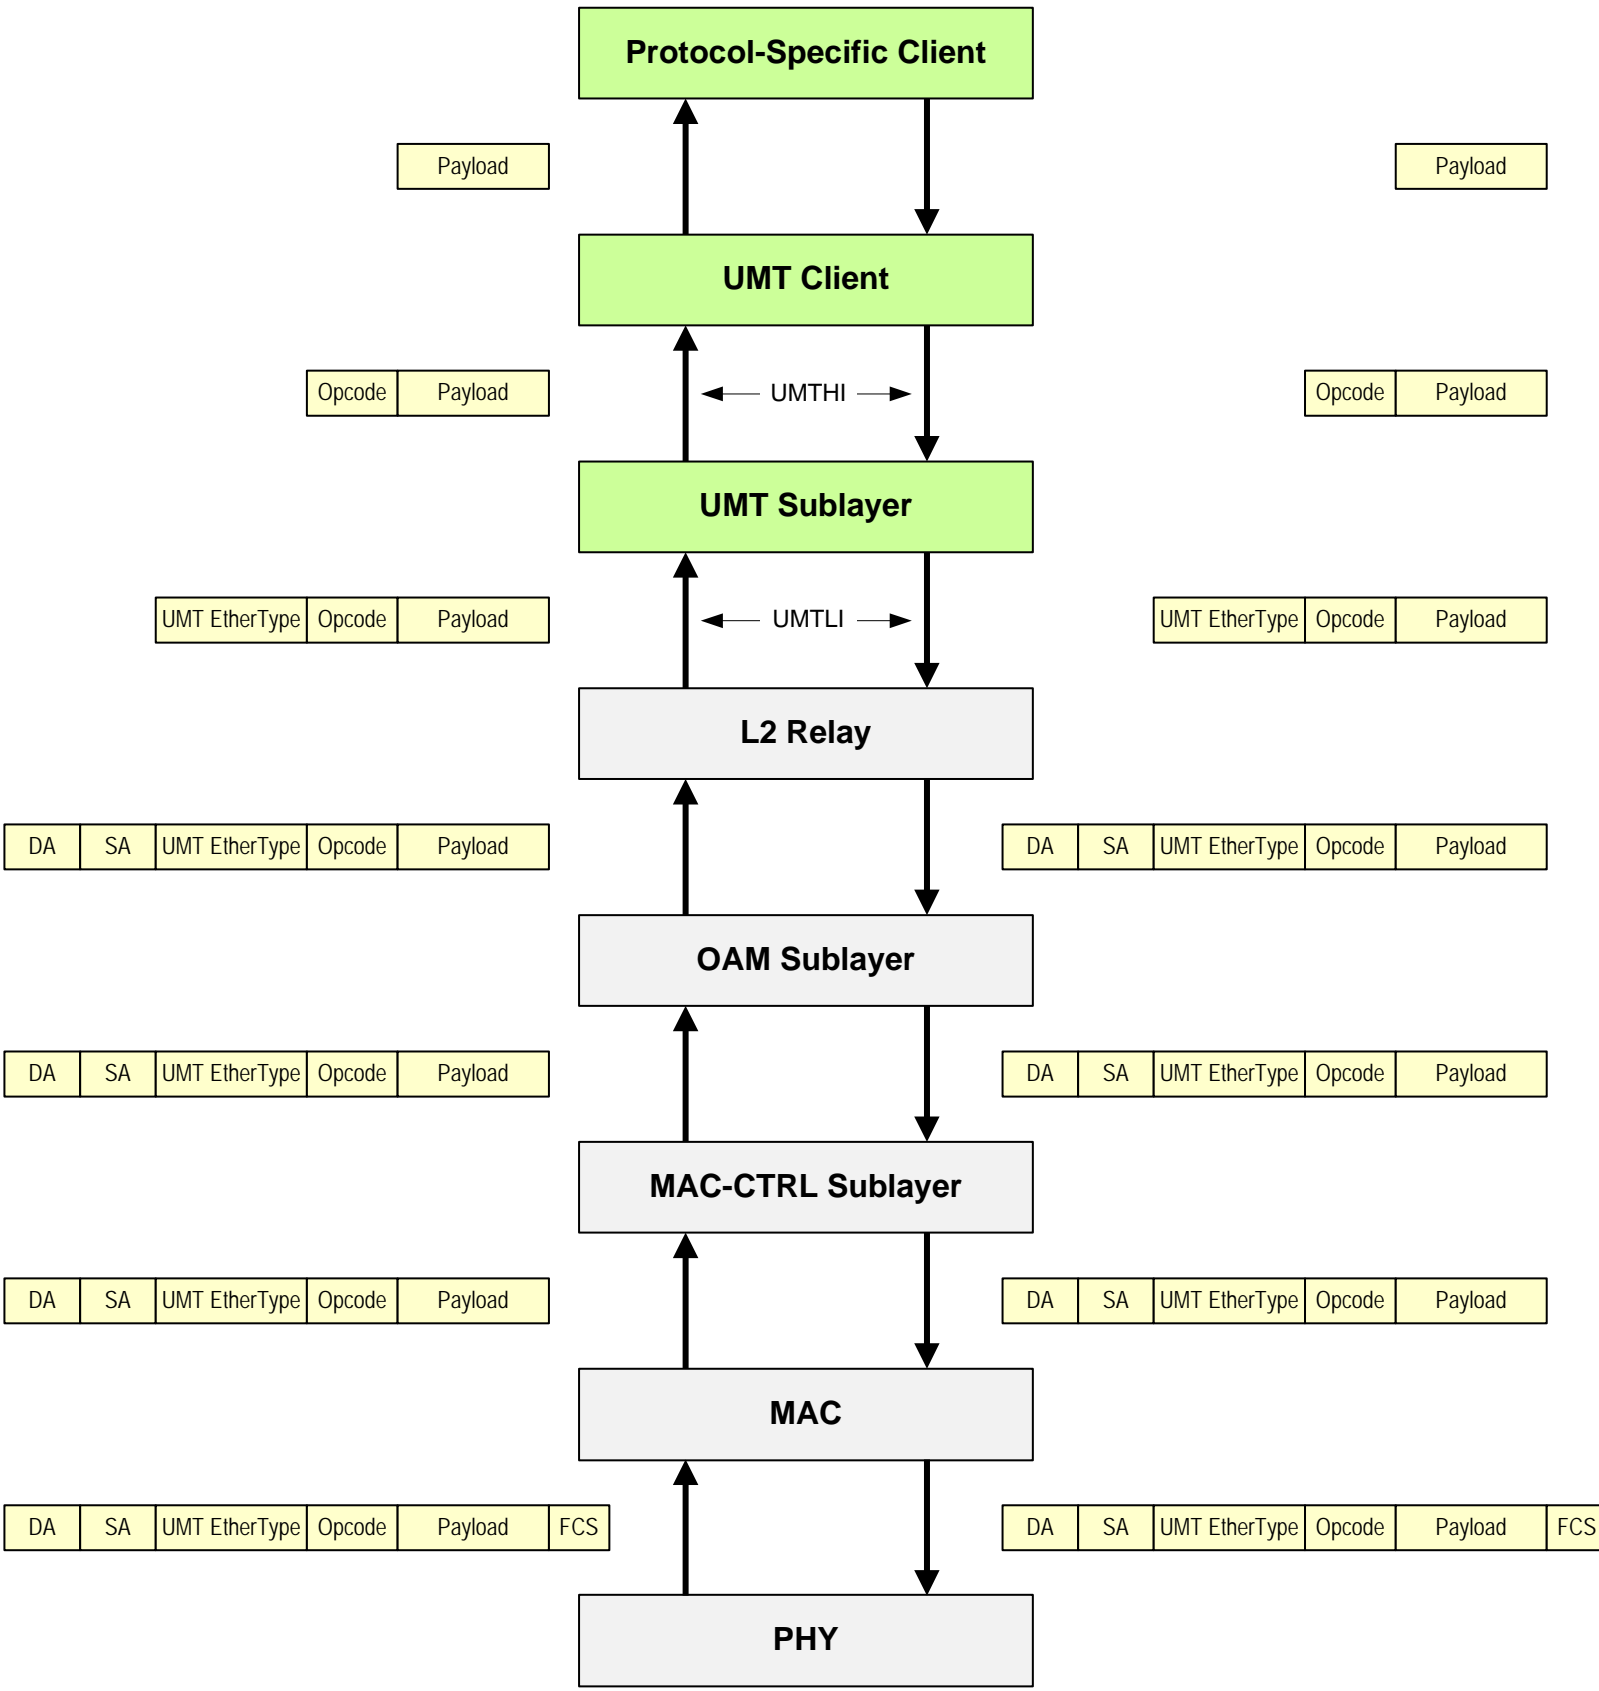 Protocol-Specific Client
Payload Payload
UMT Client
Opcode Payload UMTHI Opcode Payload
UMT Sublayer
UMT EtherType Opcode Payload UMTLI UMT EtherType Opcode Payload
L2 Relay
DA SA UMT EtherType Opcode Payload DA SA UMT EtherType Opcode Payload
OAM Sublayer
DA SA UMT EtherType Opcode Payload DA SA UMT EtherType Opcode Payload
MAC-CTRL Sublayer
DA SA UMT EtherType Opcode Payload DA SA UMT EtherType Opcode Payload
MAC
DA SA UMT EtherType Opcode Payload FCS DA SA UMT EtherType Opcode Payload FCS
PHY